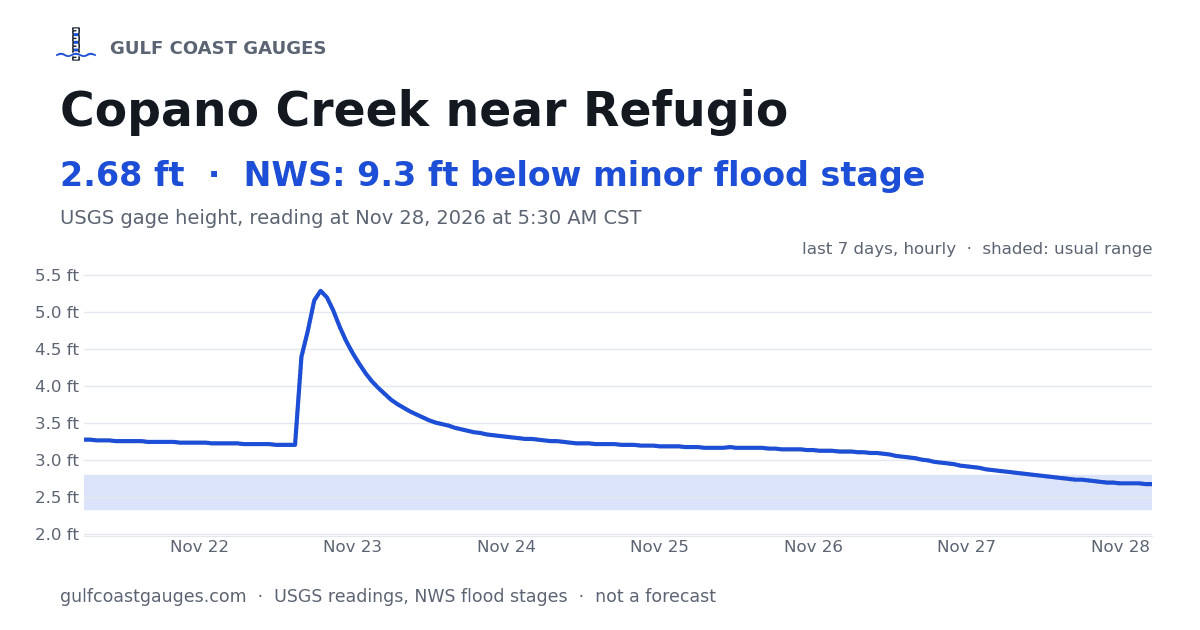 GULF COAST GAUGES
Copano Creek near Refugio
2.68 ft · NWS: 9.3 ft below minor flood stage
USGS gage height, reading at Nov 28, 2026 at 5:30 AM CST
last 7 days, hourly · shaded: usual range
5.5 ft
5.0 ft
4.5 ft
4.0 ft
3.5 ft
3.0 ft
2.5 ft
2.0 ft
Nov 22 Nov 23 Nov 24 Nov 25 Nov 26 Nov 27 Nov 28
gulfcoastgauges.com · USGS readings, NWS flood stages · not a forecast